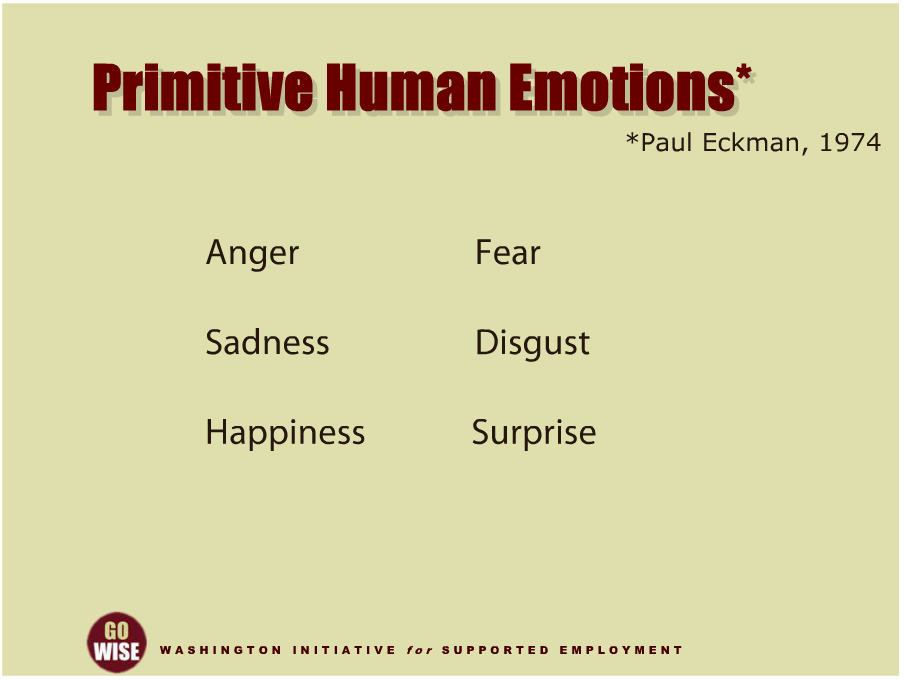 Primitive Human Emotions*
*Paul Eckman, 1974
Anger Fear
Sadness Disgust
Happiness Surprise
GO
WISE
WASHINGTON INITIATIVE for SUPPORTED EMPLOYMENT